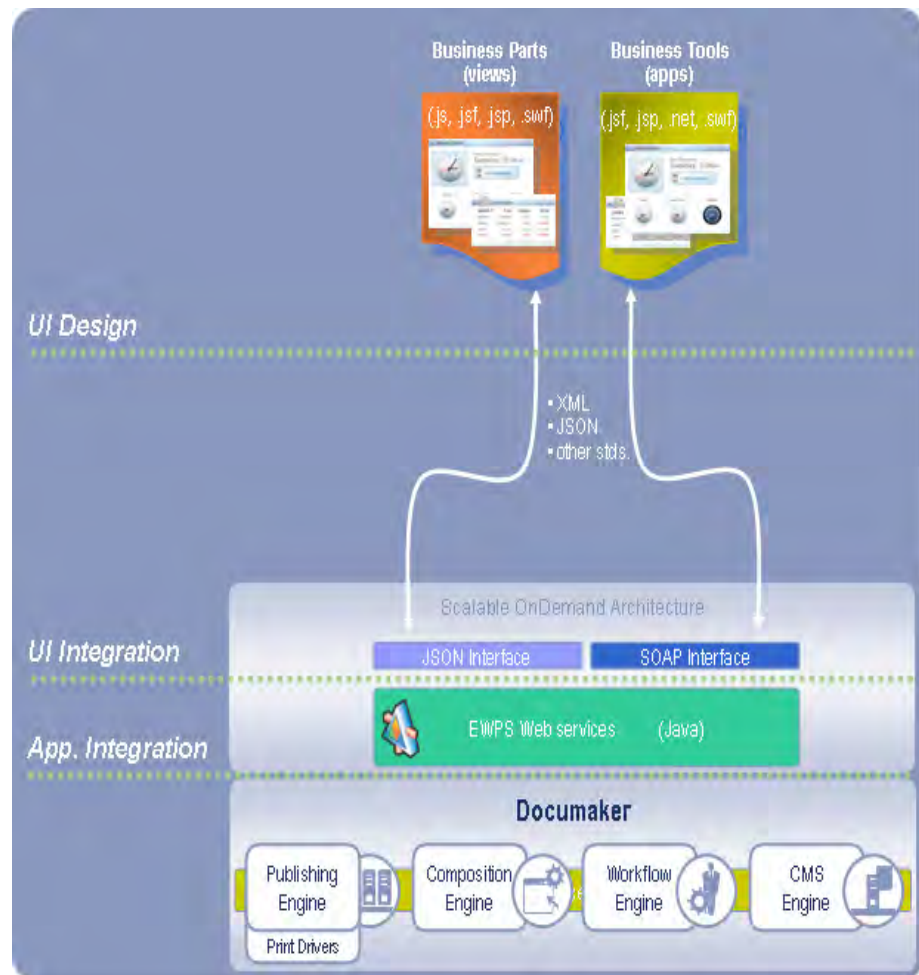 Business Parts
(views)
Business Tools
(apps)
(.js, .jsf, .jsp, .swf)
(.jsf, .jsp, .net, .swf)
UI Design
▪ XML
▪ JSON
▪ other stds.
Scalable OnDemand Architecture
UI Integration
JSON Interface
SOAP Interface
EWPS Web services (Java)
App. Integration
Documaker
Publishing
Engine
Print Drivers
Composition
Engine
Workflow
Engine
CMS
Engine